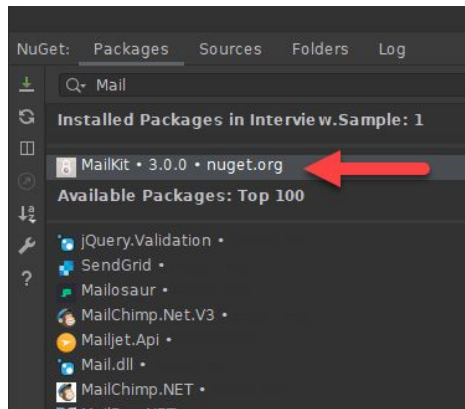 NuGet: Packages Sources Folders Log
Mail
Installed Packages in Interview.Sample: 1
MailKit • 3.0.0 • nuget.org
Available Packages: Top 100
jQuery.Validation •
SendGrid •
Mailosaur •
MailChimp.Net.V3 •
Mailjet.Api •
Mail.dll •
MailChimp.NET •